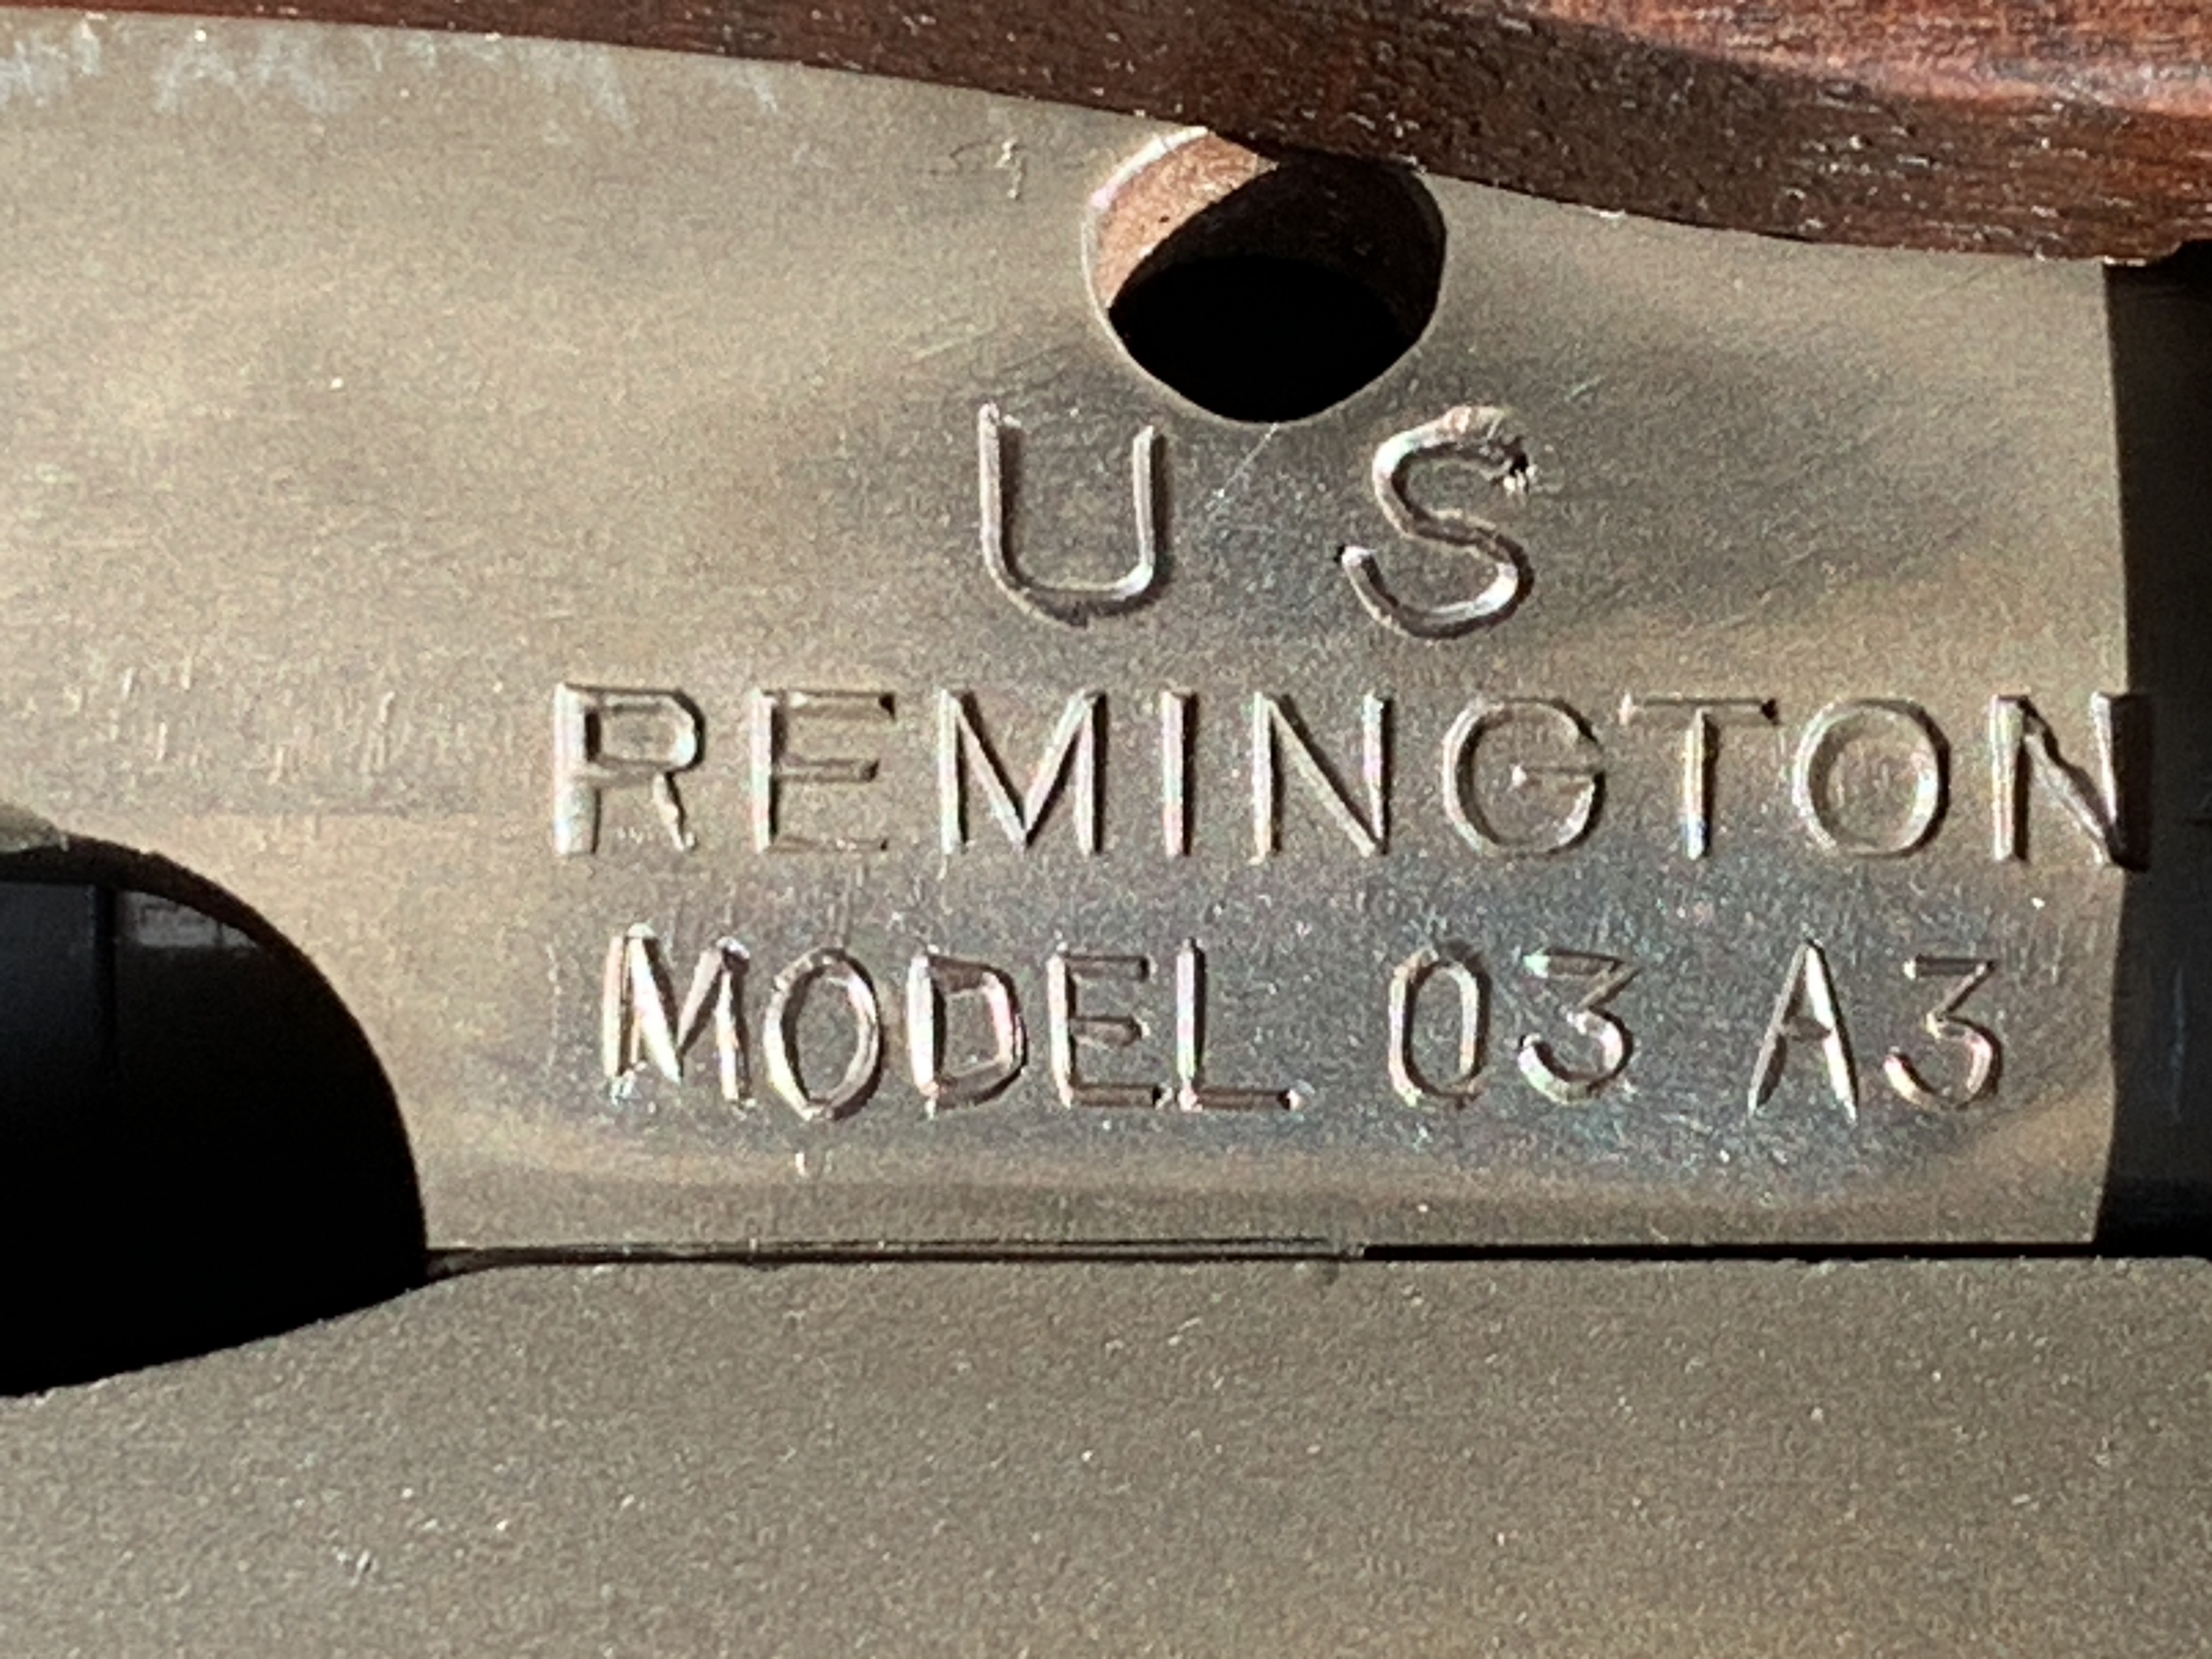 U S
REMINGTON
MODEL 03 A3